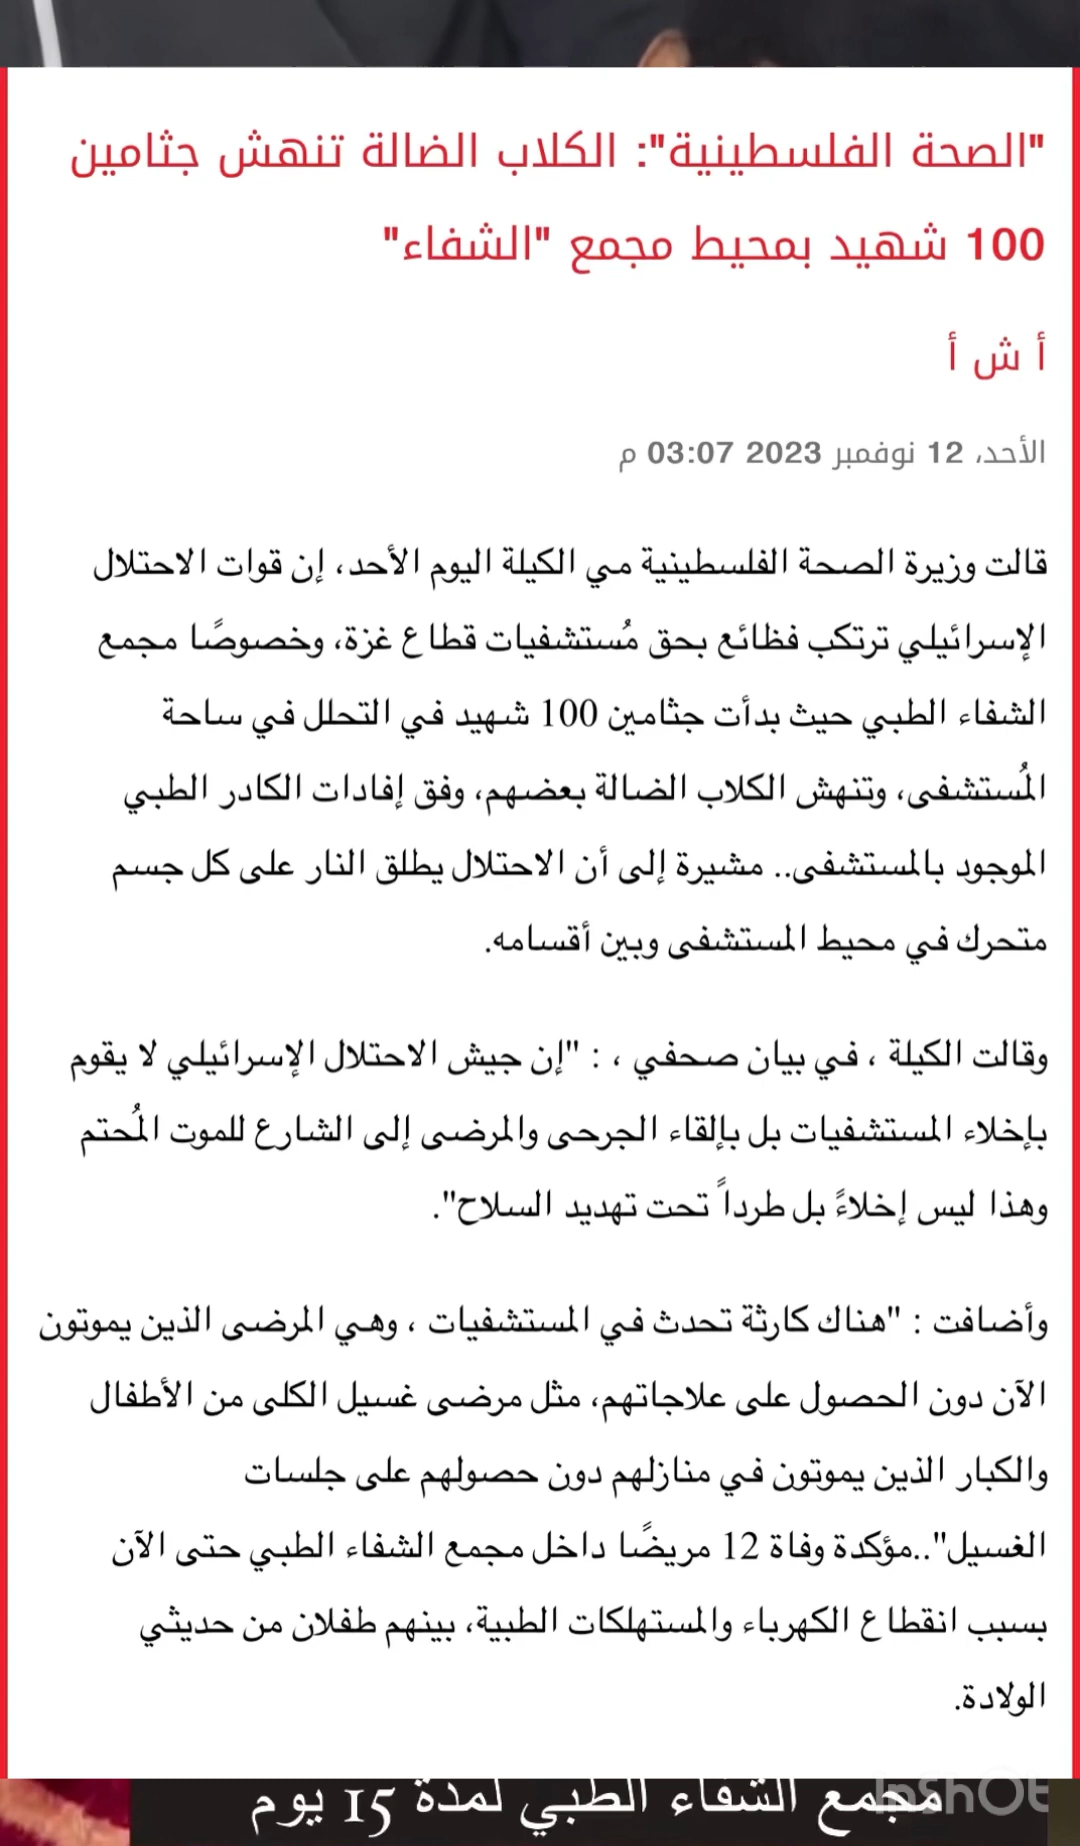 "الصحة الفلسطينية": الكلاب الضالة تنهش جثامين
100 شهيد بمحيط مجمع "الشفاء"
أ ش أ
الأحد، 12 نوفمبر 2023 03:07 م
قالت وزيرة الصحة الفلسطينية مي الكيلة اليوم الأحد، إن قوات الاحتلال
الإسرائيلي ترتكب فظائع بحق مُستشفيات قطاع غزة، وخصوصًا مجمع
الشفاء الطبي حيث بدأت جثامين 100 شهيد في التحلل في ساحة
المُستشفى، وتنهش الكلاب الضالة بعضهم، وفق إفادات الكادر الطبي
الموجود بالمستشفى.. مشيرة إلى أن الاحتلال يطلق النار على كل جسم
متحرك في محيط المستشفى وبين أقسامه.
وقالت الكيلة ، في بيان صحفي ، : "إن جيش الاحتلال الإسرائيلي لا يقوم
بإخلاء المستشفيات بل بإلقاء الجرحى والمرضى إلى الشارع للموت المُحتم
وهذا ليس إخلاءً بل طرداً تحت تهديد السلاح".
وأضافت : "هناك كارثة تحدث في المستشفيات ، وهي المرضى الذين يموتون
الآن دون الحصول على علاجاتهم، مثل مرضى غسيل الكلى من الأطفال
والكبار الذين يموتون في منازلهم دون حصولهم على جلسات
الغسيل"..مؤكدة وفاة 12 مريضًا داخل مجمع الشفاء الطبي حتى الآن
بسبب انقطاع الكهرباء والمستهلكات الطبية، بينهم طفلان من حديثي
الولادة.
مجمع الشفاء الطبي لمدة 15 يوم
InShOt